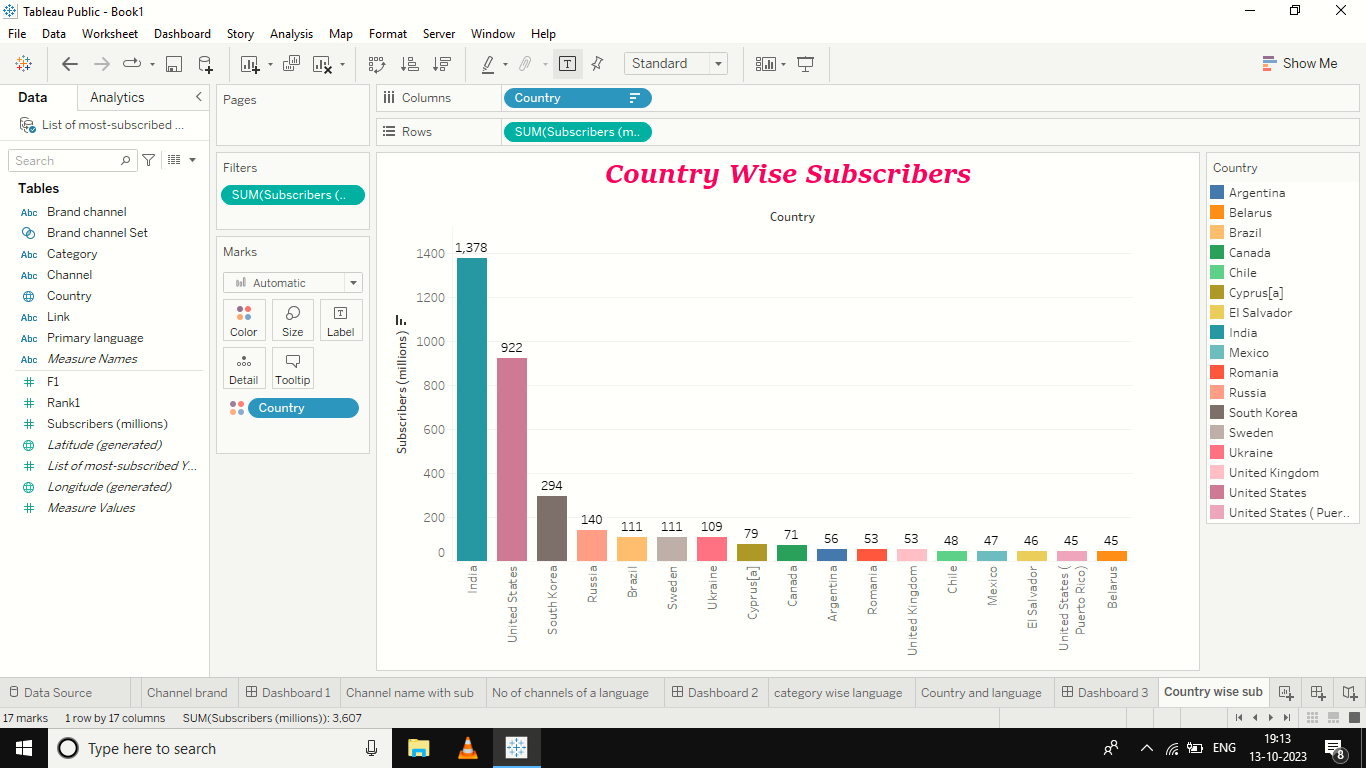 Tableau Public - Book1
File Data Worksheet Dashboard Story Analysis Map Format Server Window Help
Standard
Show Me
Data Analytics
List of most-subscribed ...
Search
Tables
Abc Brand channel
Brand channel Set
Abc Category
Abc Channel
Country
Abc Link
Abc Primary language
Abc Measure Names
# F1
# Rank1
# Subscribers (millions)
Latitude (generated)
# List of most-subscribed Y...
Longitude (generated)
# Measure Values
Pages
Filters
SUM(Subscribers (..
Marks
Automatic
Color Size Label
Detail Tooltip
Country
Columns Country
Rows SUM(Subscribers (m..
Country Wise Subscribers
Country
Subscribers (millions)
1400
1200
1000
800
600
400
200
0
1,378 922 294 140 111 111 109 79 71 56 53 53 48 47 46 45 45
India
United States
South Korea
Russia
Brazil
Sweden
Ukraine
Cyprus[a]
Canada
Argentina
Romania
United Kingdom
Chile
Mexico
El Salvador
United States (
Puerto Rico)
Belarus
Country
Argentina
Belarus
Brazil
Canada
Chile
Cyprus[a]
El Salvador
India
Mexico
Romania
Russia
South Korea
Sweden
Ukraine
United Kingdom
United States
United States ( Puer..
Data Source Channel brand Dashboard 1 Channel name with sub No of channels of a language Dashboard 2 category wise language Country and language Dashboard 3 Country wise sub
17 marks 1 row by 17 columns SUM(Subscribers (millions)): 3,607
Type here to search
ENG
19:13
13-10-2023
8